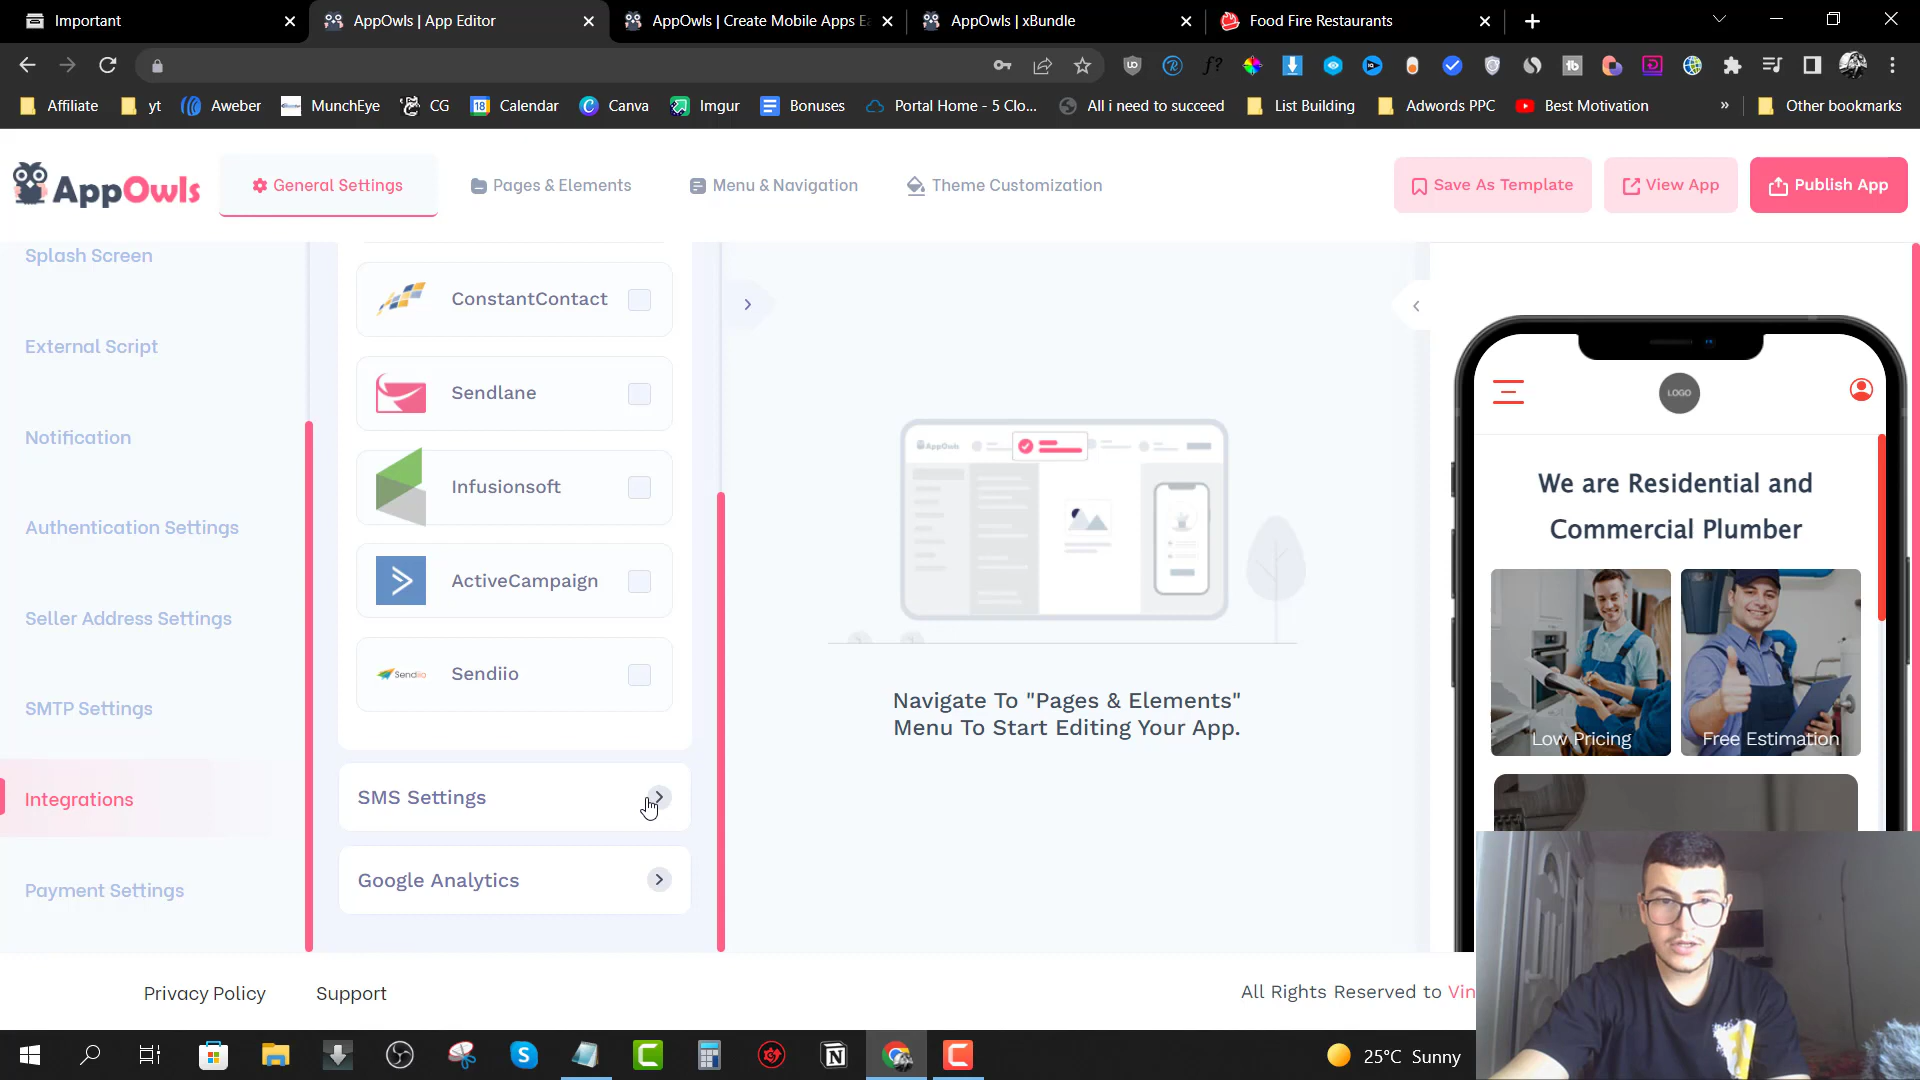 Important
AppOwls | App Editor
AppOwls | Create Mobile Apps Ea
AppOwls | xBundle
Food Fire Restaurants
Affiliate
yt
Aweber
MunchEye
CG
Calendar
Canva
Imgur
Bonuses
Portal Home - 5 Clo...
All i need to succeed
List Building
Adwords PPC
Best Motivation
»
Other bookmarks
AppOwls
General Settings
Pages & Elements
Menu & Navigation
Theme Customization
Save As Template
View App
Publish App
Splash Screen
External Script
Notification
Authentication Settings
Seller Address Settings
SMTP Settings
Integrations
Payment Settings
ConstantContact
Sendlane
Infusionsoft
ActiveCampaign
Sendiio
Sendiio
SMS Settings
Google Analytics
AppOwls
Navigate To "Pages & Elements"
Menu To Start Editing Your App.
LOGO
We are Residential and
Commercial Plumber
Low Pricing
Free Estimation
Privacy Policy
Support
All Rights Reserved to Vin
25°C Sunny